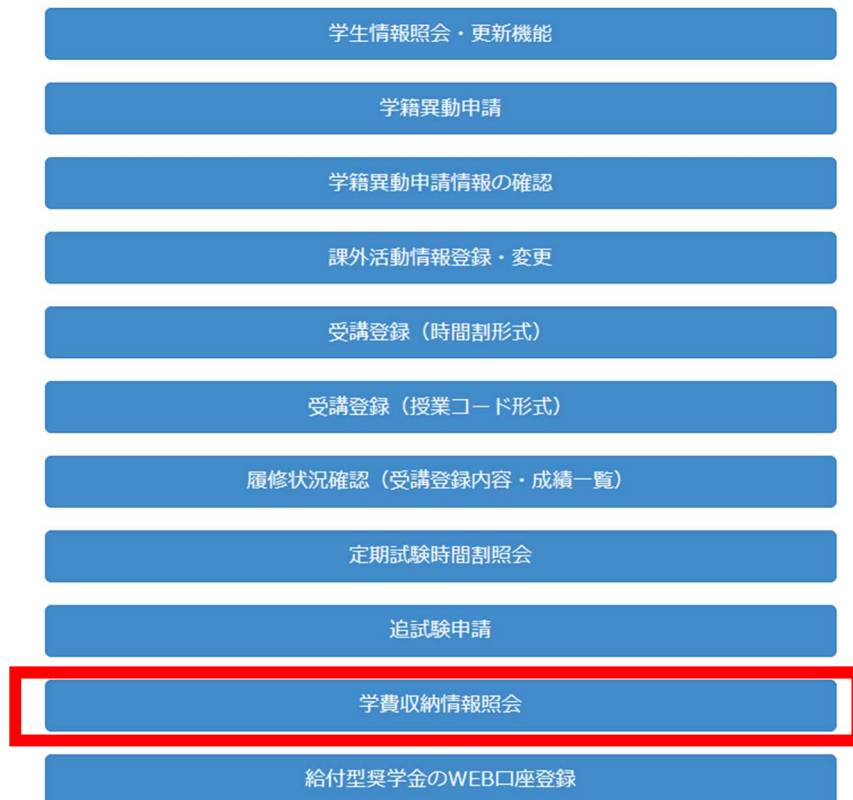 学生情報照会・更新機能
学籍異動申請
学籍異動申請情報の確認
課外活動情報登録・変更
受講登録（時間割形式）
受講登録（授業コード形式）
履修状況確認（受講登録内容・成績一覧）
定期試験時間割照会
追試験申請
学費収納情報照会
給付型奨学金のWEB口座登録